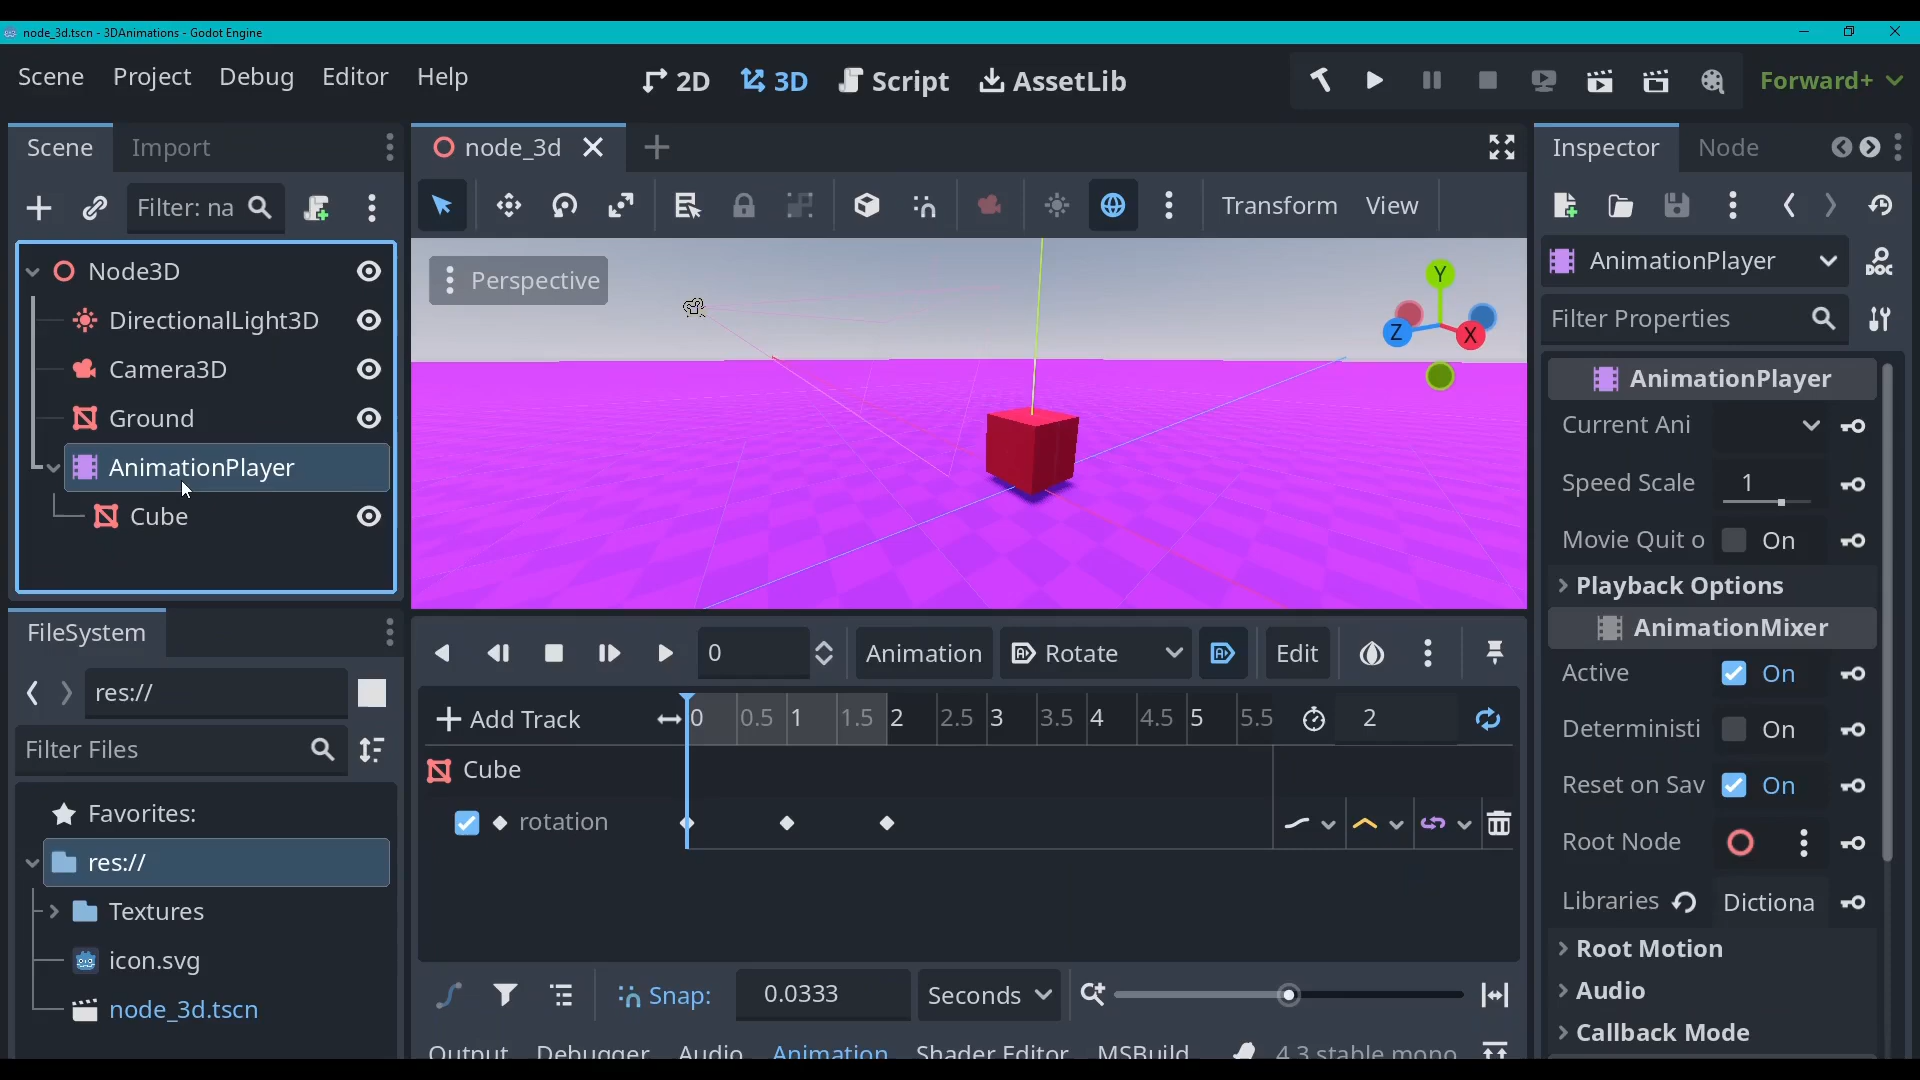 node_3d.tscn - 3DAnimations - Godot Engine
Scene Project Debug Editor Help 2D 3D Script AssetLib Forward+
Scene Import
Filter: na
Node3D
DirectionalLight3D
Camera3D
Ground
AnimationPlayer
Cube
FileSystem
res://
Filter Files
Favorites:
res://
Textures
icon.svg
node_3d.tscn
node_3d
Transform View
Perspective
Y
Z X
0 Animation Rotate Edit
Add Track 0 0.5 1 1.5 2 2.5 3 3.5 4 4.5 5 5.5 2
Cube
rotation
Snap: 0.0333 Seconds
Output Debugger Audio Animation Shader Editor MSBuild 4.3.stable.mono
Inspector Node
AnimationPlayer
DOC
Filter Properties
AnimationPlayer
Current Ani
Speed Scale 1
Movie Quit o On
Playback Options
AnimationMixer
Active On
Deterministi On
Reset on Sav On
Root Node
Libraries Dictiona
Root Motion
Audio
Callback Mode